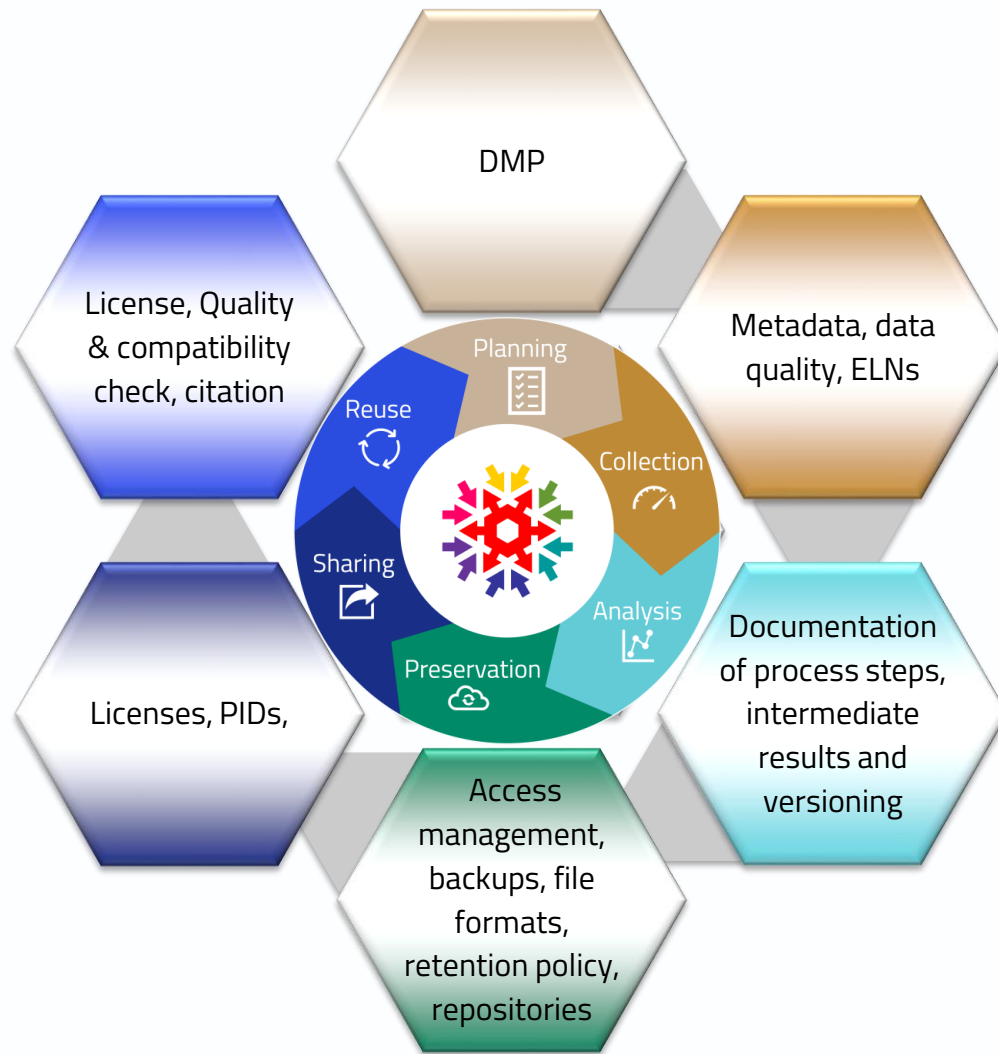 DMP
Metadata, data
quality, ELNs
Documentation
of process steps,
intermediate
results and
versioning
Access
management,
backups, file
formats,
retention policy,
repositories
Licenses, PIDs,
License, Quality
& compatibility
check, citation
Planning
Collection
Analysis
Preservation
Sharing
Reuse